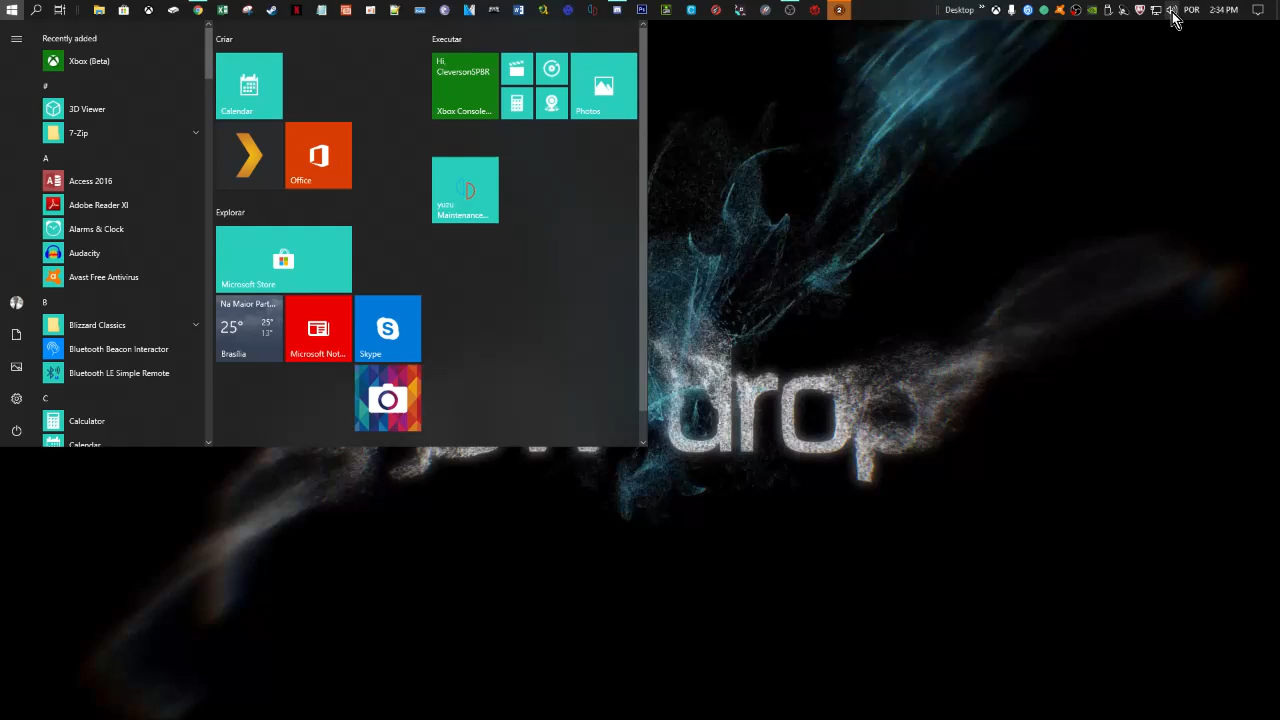 Desktop
POR
2:34 PM
Recently added
Xbox (Beta)
#
3D Viewer
7-Zip
A
Access 2016
Adobe Reader XI
Alarms & Clock
Audacity
Avast Free Antivirus
B
Blizzard Classics
Bluetooth Beacon Interactor
Bluetooth LE Simple Remote
C
Calculator
Calendar
Criar
Calendar
Office
Explorar
Microsoft Store
Na Maior Part...
25°
25°
13°
Brasília
Microsoft Not...
Skype
Executar
Hi,
CleversonSPBR
Xbox Console...
Photos
yuzu
Maintenance...
drop